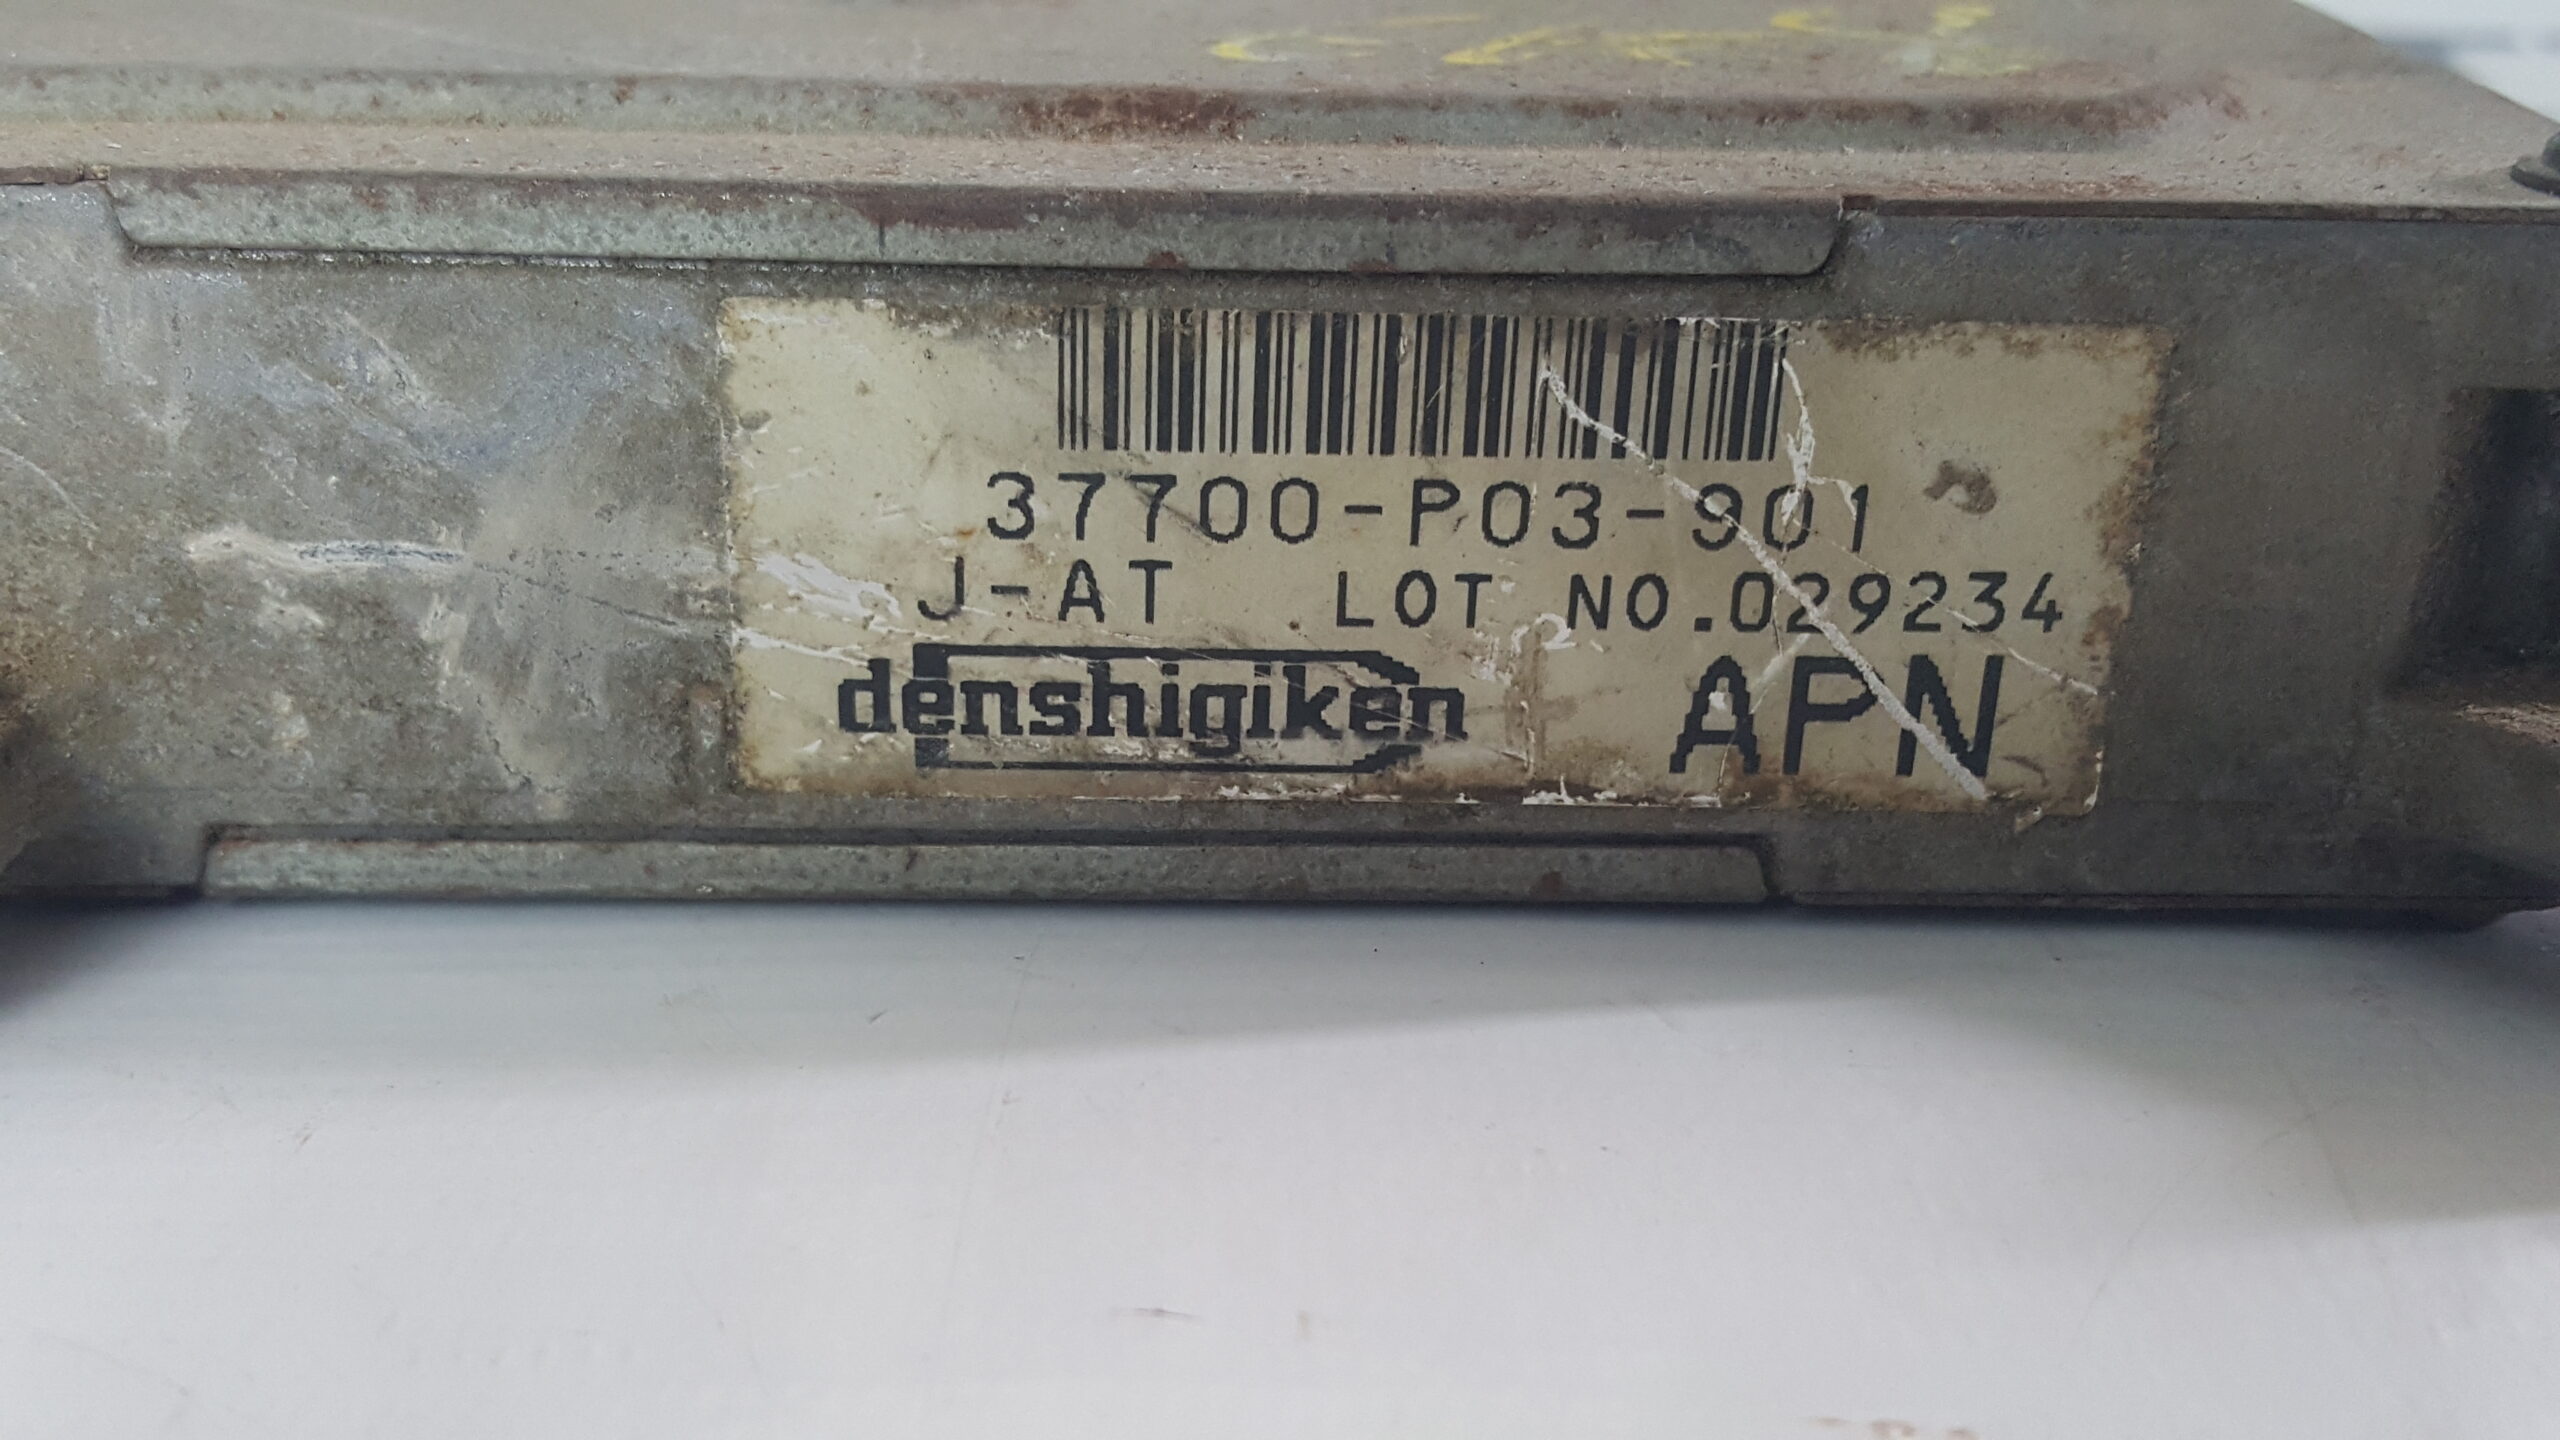 37700-P03-901
J-AT LOT NO.029234
denshigiken APN